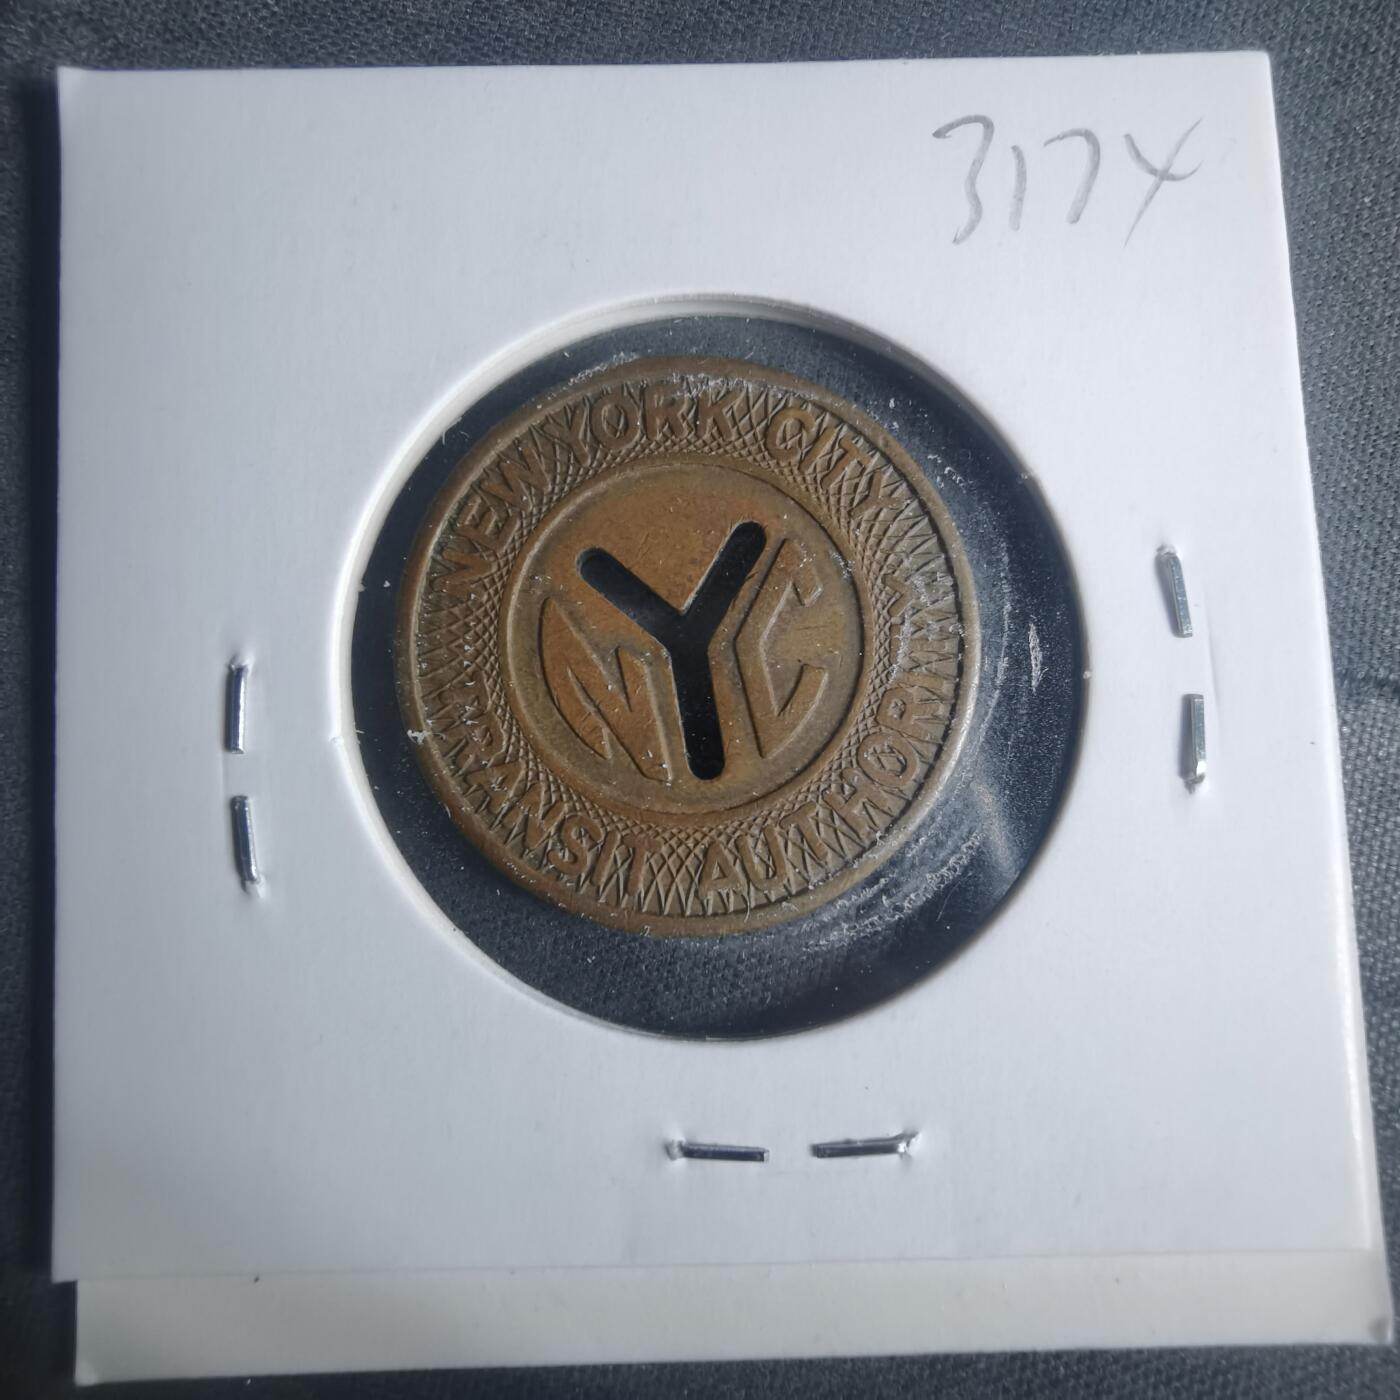 3174
NEW YORK CITY
NYC
TRANSIT AUTHORITY